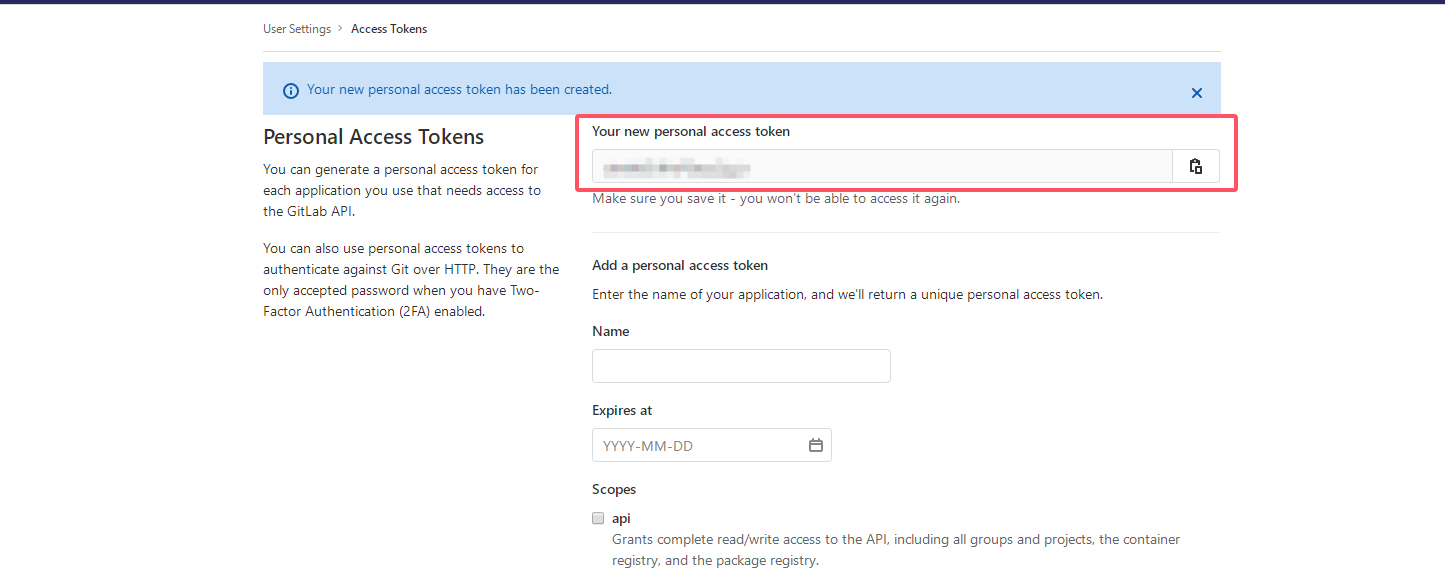 User Settings > Access Tokens
Your new personal access token has been created.
Personal Access Tokens
You can generate a personal access token for
each application you use that needs access to
the GitLab API.
You can also use personal access tokens to
authenticate against Git over HTTP. They are the
only accepted password when you have Two-
Factor Authentication (2FA) enabled.
Your new personal access token
Make sure you save it - you won't be able to access it again.
Add a personal access token
Enter the name of your application, and we'll return a unique personal access token.
Name
Expires at
YYYY-MM-DD
Scopes
api
Grants complete read/write access to the API, including all groups and projects, the container
registry, and the package registry.